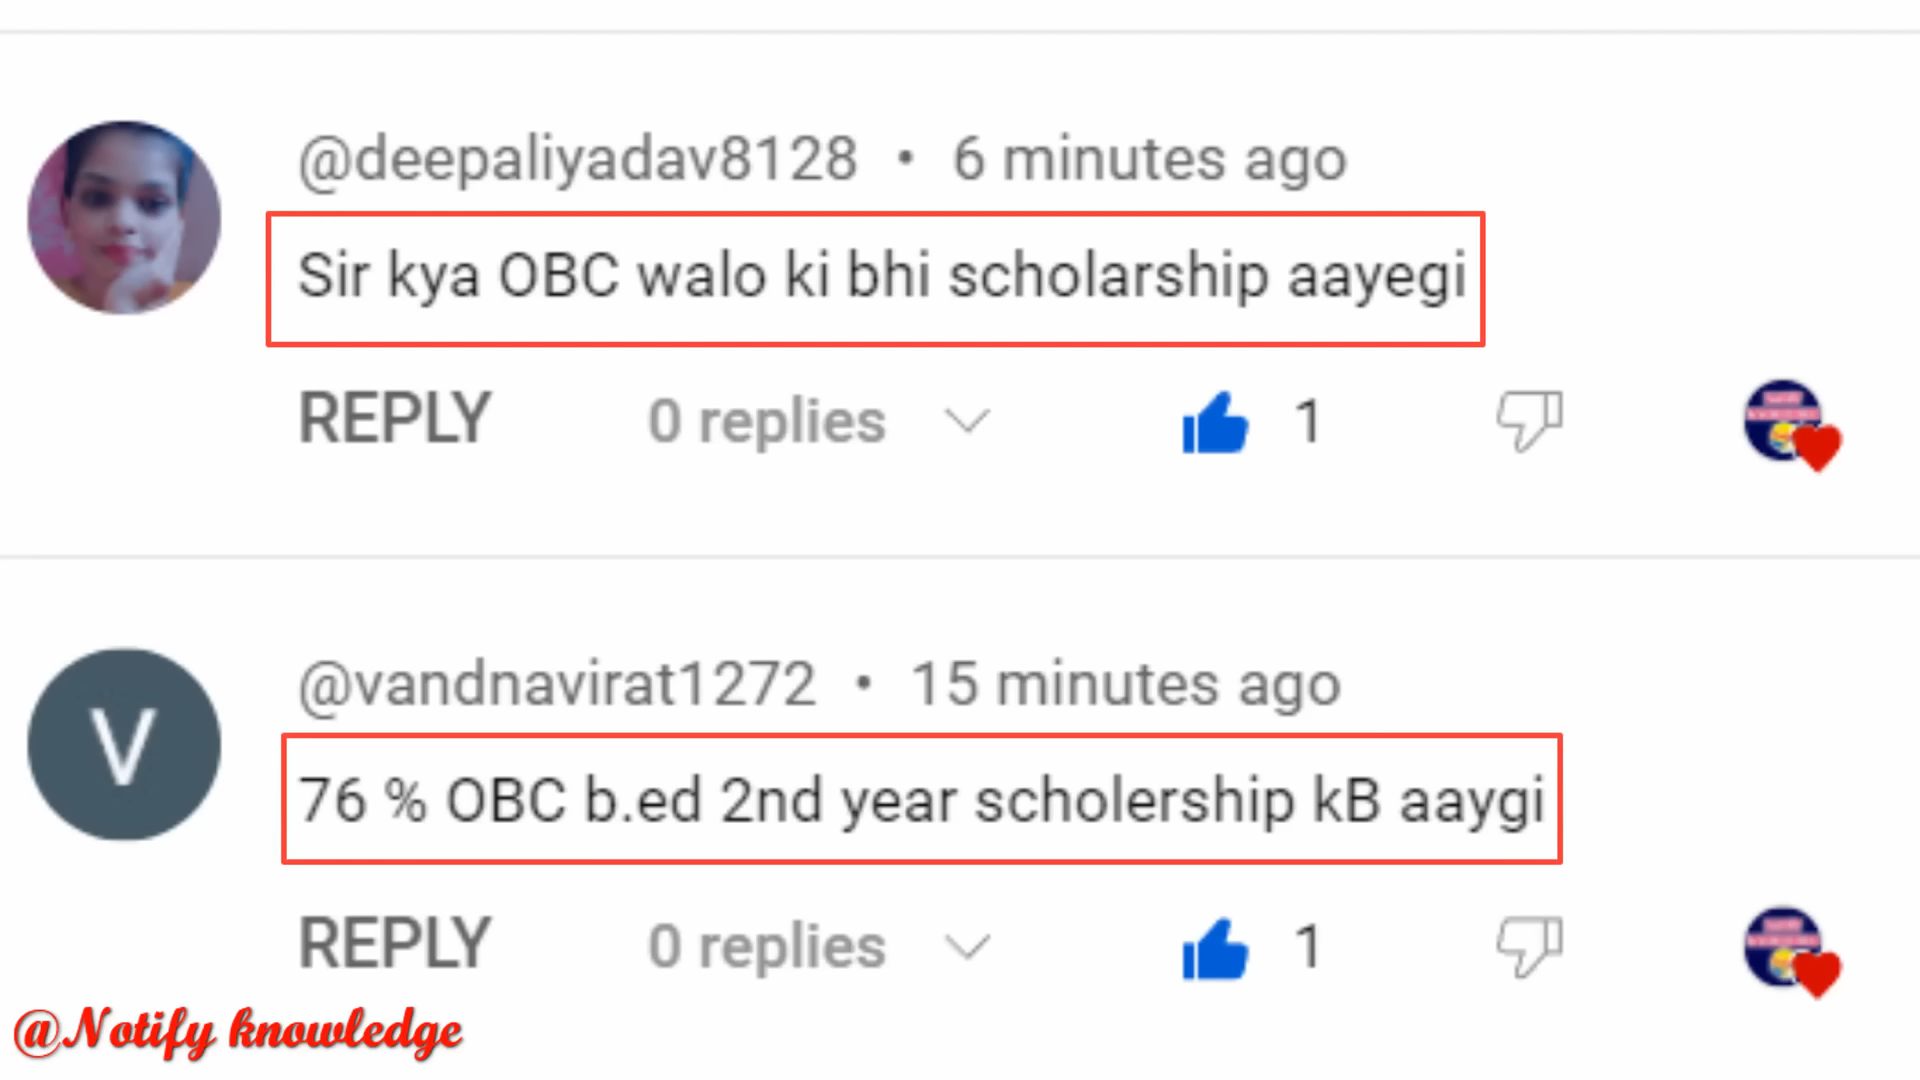 @deepaliyadav8128 • 6 minutes ago
Sir kya OBC walo ki bhi scholarship aayegi
REPLY 0 replies 1
V
@vandnavirat1272 • 15 minutes ago
76 % OBC b.ed 2nd year scholership kB aaygi
REPLY 0 replies 1
@Notify knowledge